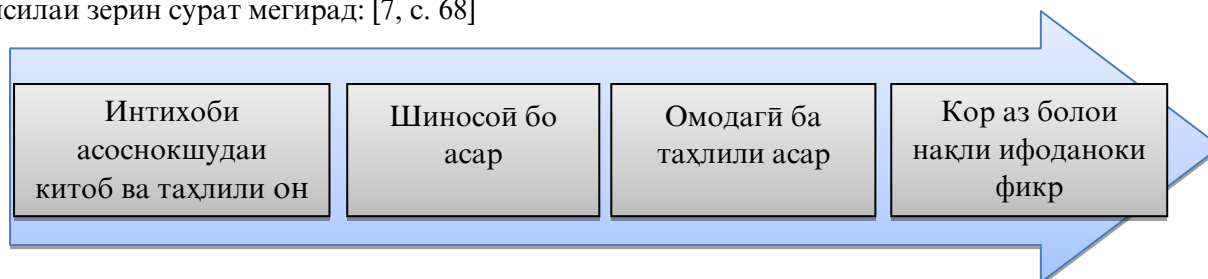 зерин сурат мегирад: [7, с. 68]
Интихоби
асоснокшудаи
китоб ва таҳлили он
Шиносоӣ бо
асар
Омодагӣ ба
таҳлили асар
Кор аз болои
нақли ифоданоки
фикр